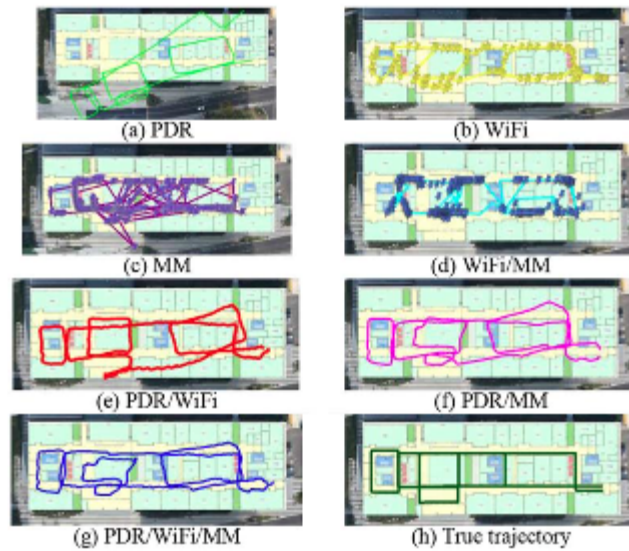 (a) PDR
(b) WiFi
(c) MM
(d) WiFi/MM
(e) PDR/WiFi
(f) PDR/MM
(g) PDR/WiFi/MM
(h) True trajectory